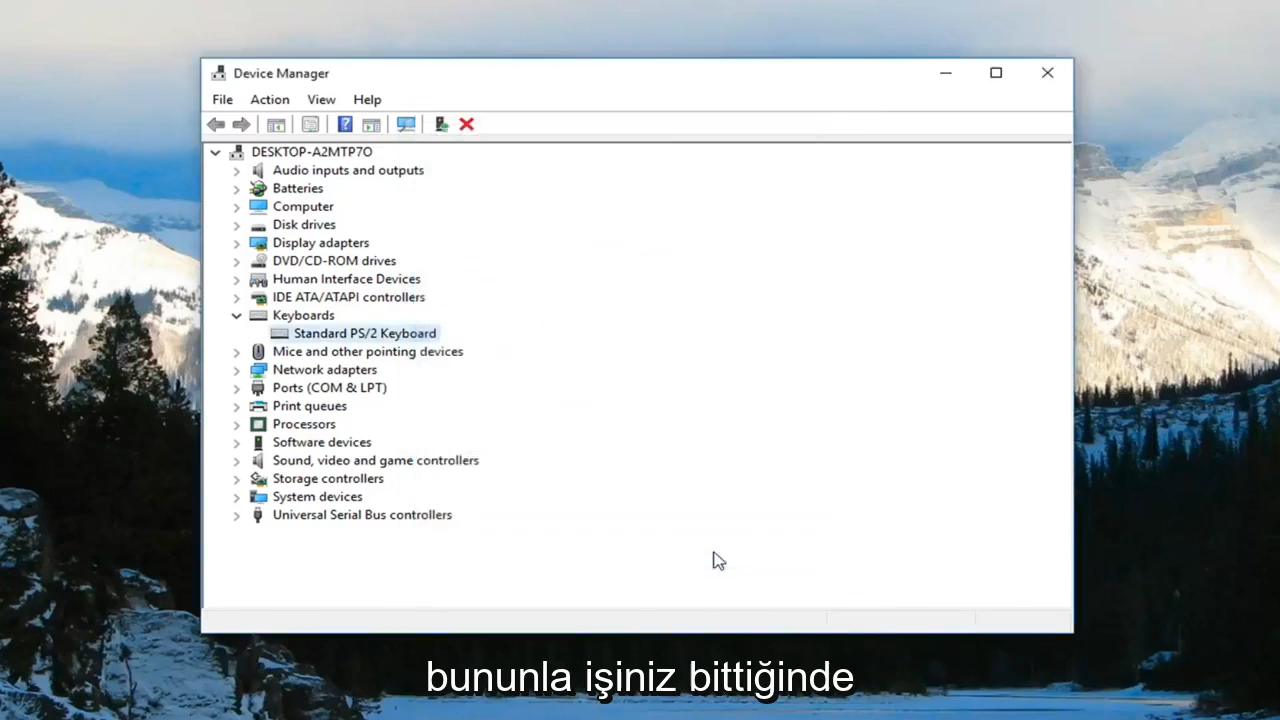 Device Manager
File Action View Help
DESKTOP-A2MTP7O
Audio inputs and outputs
Batteries
Computer
Disk drives
Display adapters
DVD/CD-ROM drives
Human Interface Devices
IDE ATA/ATAPI controllers
Keyboards
Standard PS/2 Keyboard
Mice and other pointing devices
Network adapters
Ports (COM & LPT)
Print queues
Processors
Software devices
Sound, video and game controllers
Storage controllers
System devices
Universal Serial Bus controllers
bununla işiniz bittiğinde